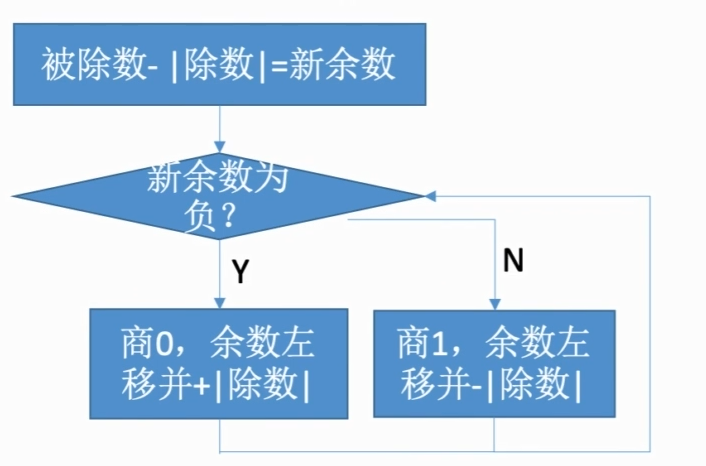 被除数- |除数|=新余数
新余数为
负？
Y
N
商0，余数左
移并+|除数|
商1，余数左
移并-|除数|